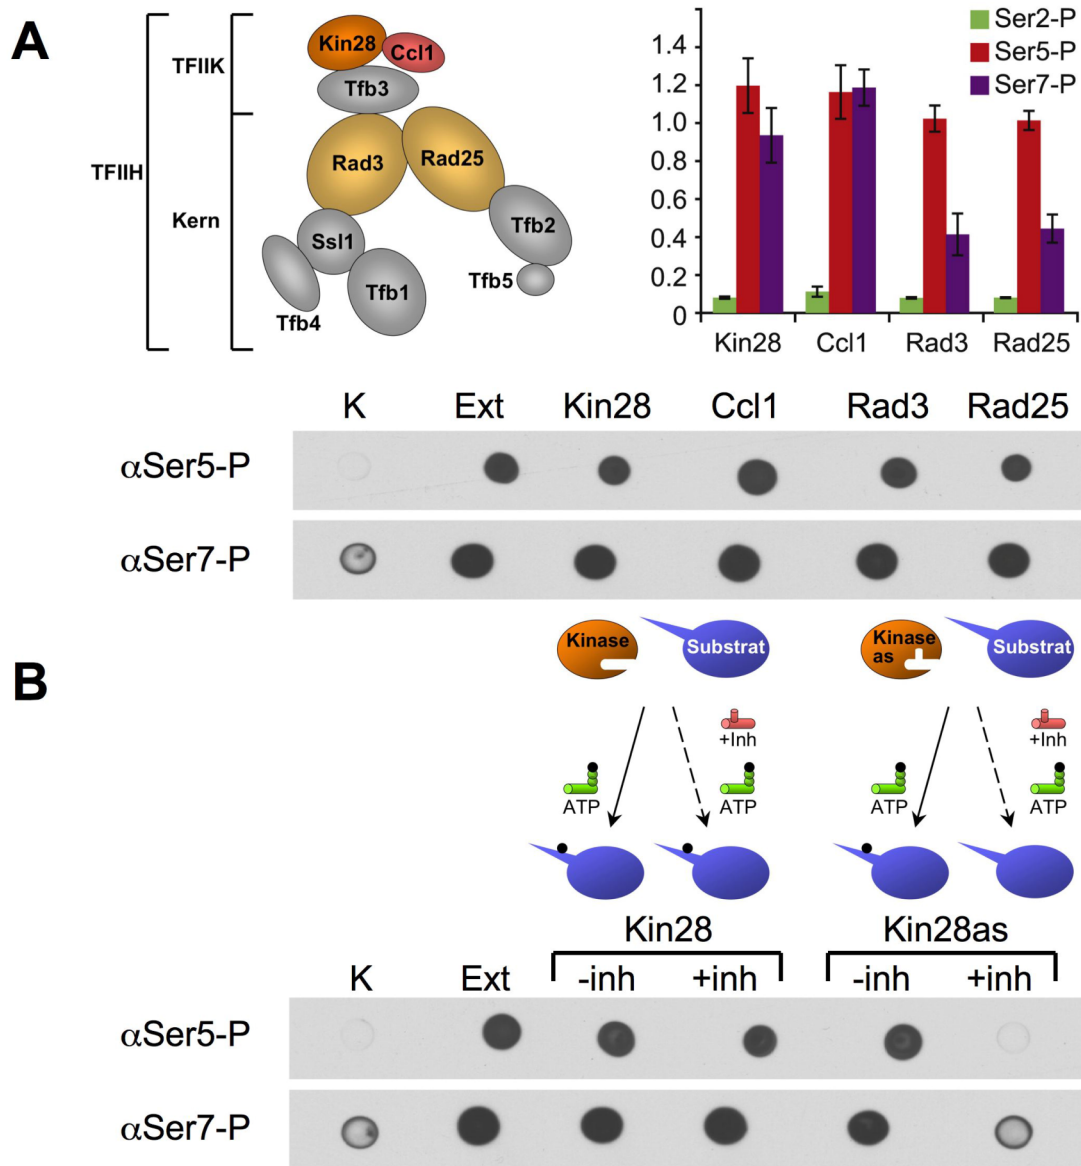 A
TFIIH
TFIIK
Kern
Kin28
Ccl1
Tfb3
Rad3
Rad25
Ssl1
Tfb2
Tfb5
Tfb1
Tfb4
Ser2-P
Ser5-P
Ser7-P
1.4
1.2
1.0
0.8
0.6
0.4
0.2
0
Kin28 Ccl1 Rad3 Rad25
K Ext Kin28 Ccl1 Rad3 Rad25
αSer5-P
αSer7-P
B
Kinase Substrat Kinase as Substrat
+Inh +Inh
ATP ATP ATP ATP
Kin28 Kin28as
K Ext -inh +inh -inh +inh
αSer5-P
αSer7-P